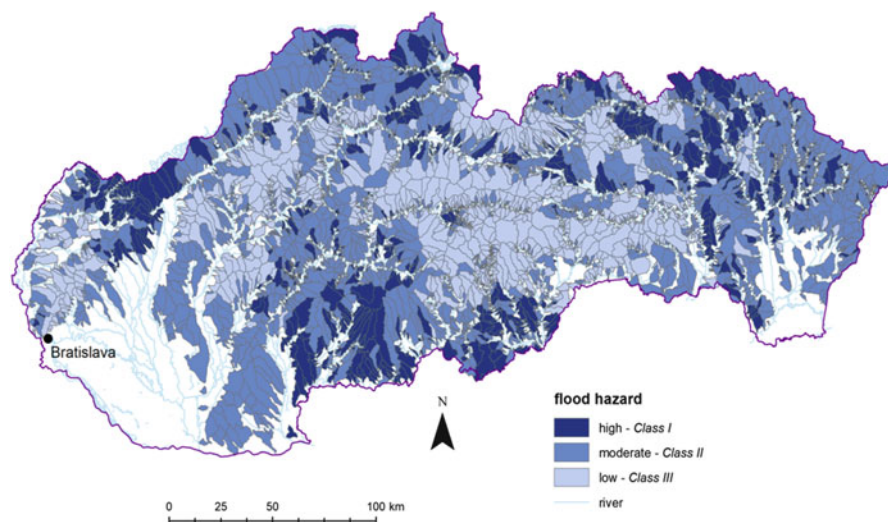 Bratislava
N
flood hazard
high - Class I
moderate - Class II
low - Class III
river
0 25 50 100 km